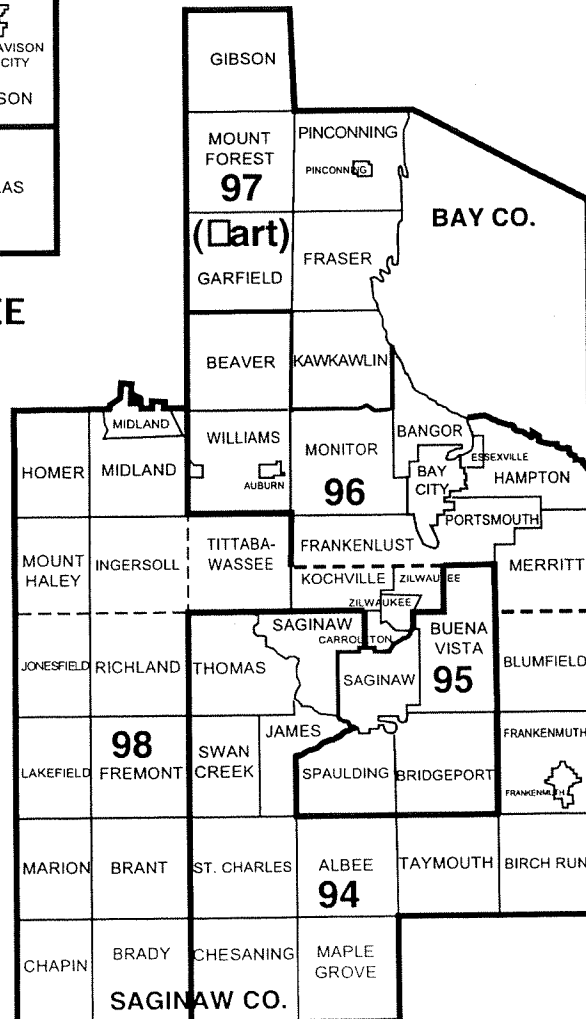 AVISON
CITY
SON
LAS
EE
GIBSON
MOUNT
FOREST
97
(□art)
GARFIELD
PINCONNING
PINCONNING
FRASER
BAY CO.
BEAVER
KAWKAWLIN
MIDLAND
WILLIAMS
AUBURN
MONITOR
96
BANGOR
BAY
CITY
ESSEXVILLE
HAMPTON
HOMER
MIDLAND
PORTSMOUTH
MOUNT
HALEY
INGERSOLL
TITTABA-
WASSEE
FRANKENLUST
KOCHVILLE
ZILWAUKEE
ZILWAUKEE
MERRITT
SAGINAW
CARROLLTON
BUENA
VISTA
95
JONESFIELD
RICHLAND
THOMAS
SAGINAW
BLUMFIELD
98
LAKEFIELD
FREMONT
SWAN
CREEK
JAMES
SPAULDING
BRIDGEPORT
FRANKENMUTH
FRANKENMUTH
MARION
BRANT
ST. CHARLES
ALBEE
94
TAYMOUTH
BIRCH RUN
CHAPIN
BRADY
CHESANING
MAPLE
GROVE
SAGINAW CO.